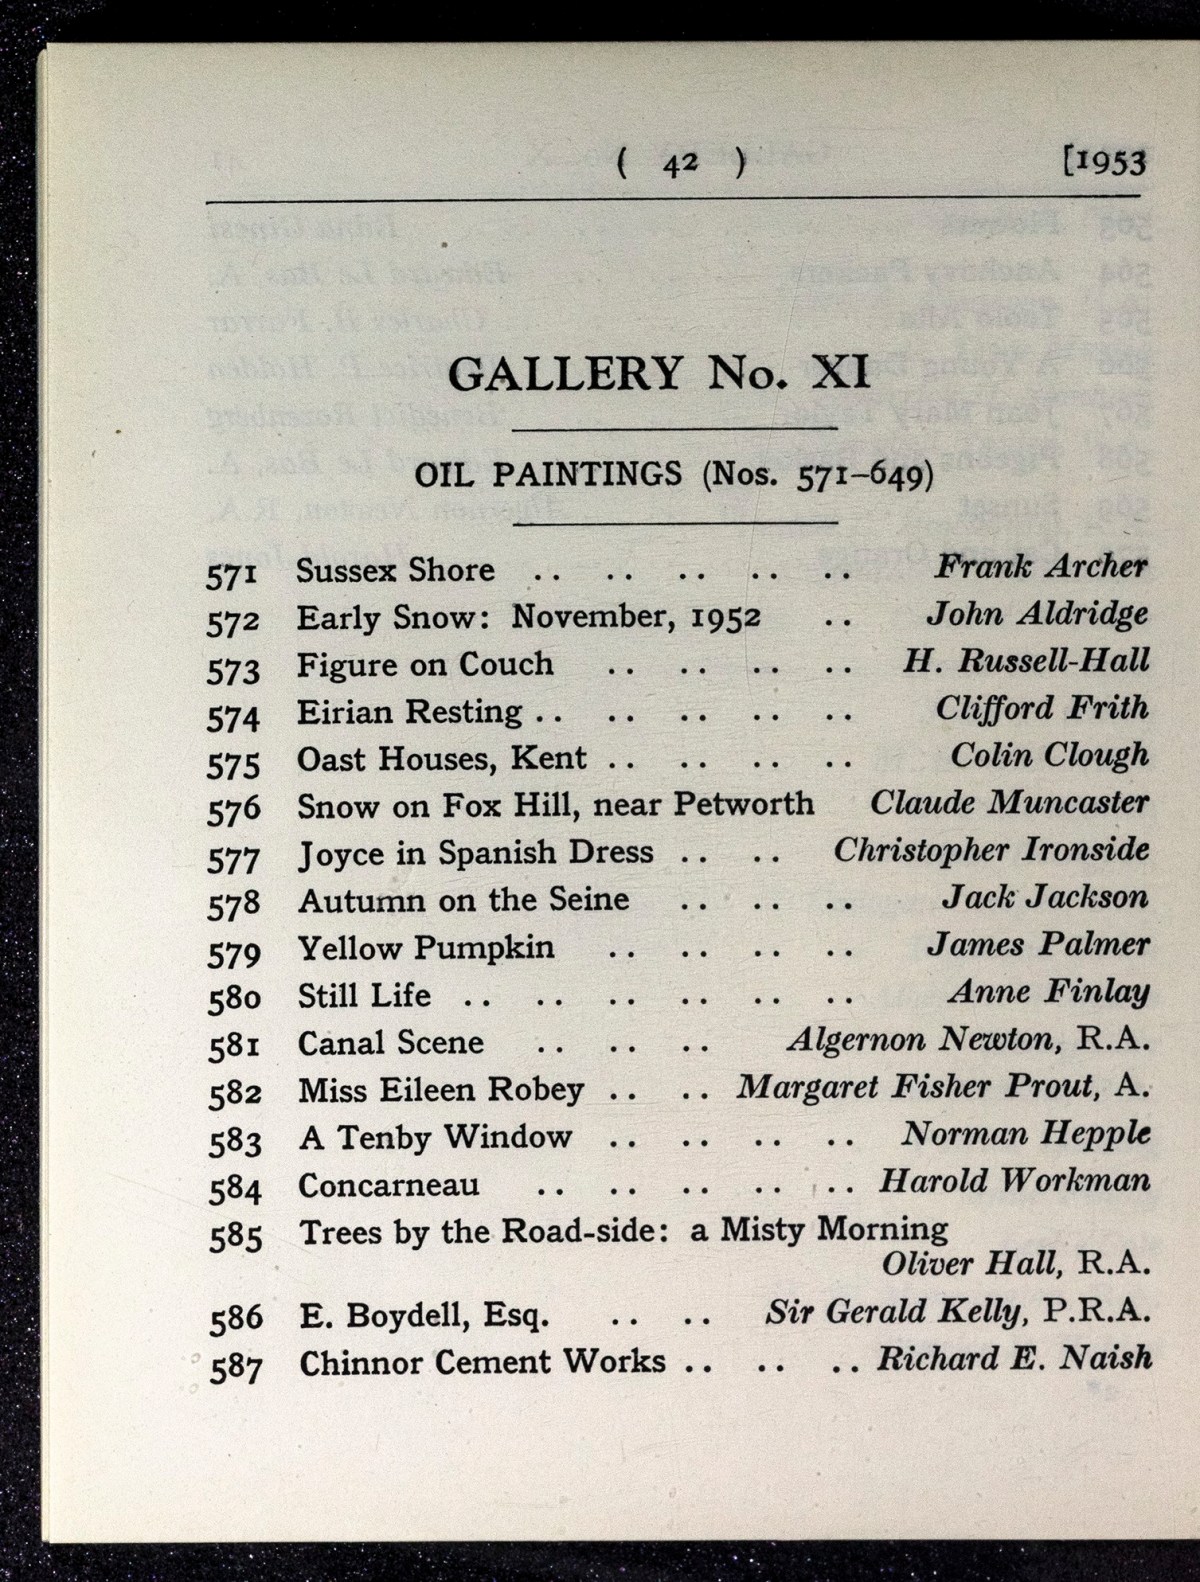 ( 42 ) [1953
GALLERY No. XI
OIL PAINTINGS (Nos. 571–649)
571 Sussex Shore .. .. .. .. .. Frank Archer
572 Early Snow: November, 1952 .. John Aldridge
573 Figure on Couch .. .. .. .. H. Russell-Hall
574 Eirian Resting .. .. .. .. .. Clifford Frith
575 Oast Houses, Kent .. .. .. .. Colin Clough
576 Snow on Fox Hill, near Petworth Claude Muncaster
577 Joyce in Spanish Dress .. .. Christopher Ironside
578 Autumn on the Seine .. .. .. Jack Jackson
579 Yellow Pumpkin .. .. .. .. James Palmer
580 Still Life .. .. .. .. .. .. Anne Finlay
581 Canal Scene .. .. .. Algernon Newton, R.A.
582 Miss Eileen Robey .. .. Margaret Fisher Prout, A.
583 A Tenby Window .. .. .. .. Norman Hepple
584 Concarneau .. .. .. .. .. Harold Workman
585 Trees by the Road-side: a Misty Morning
Oliver Hall, R.A.
586 E. Boydell, Esq. .. .. Sir Gerald Kelly, P.R.A.
587 Chinnor Cement Works .. .. .. Richard E. Naish